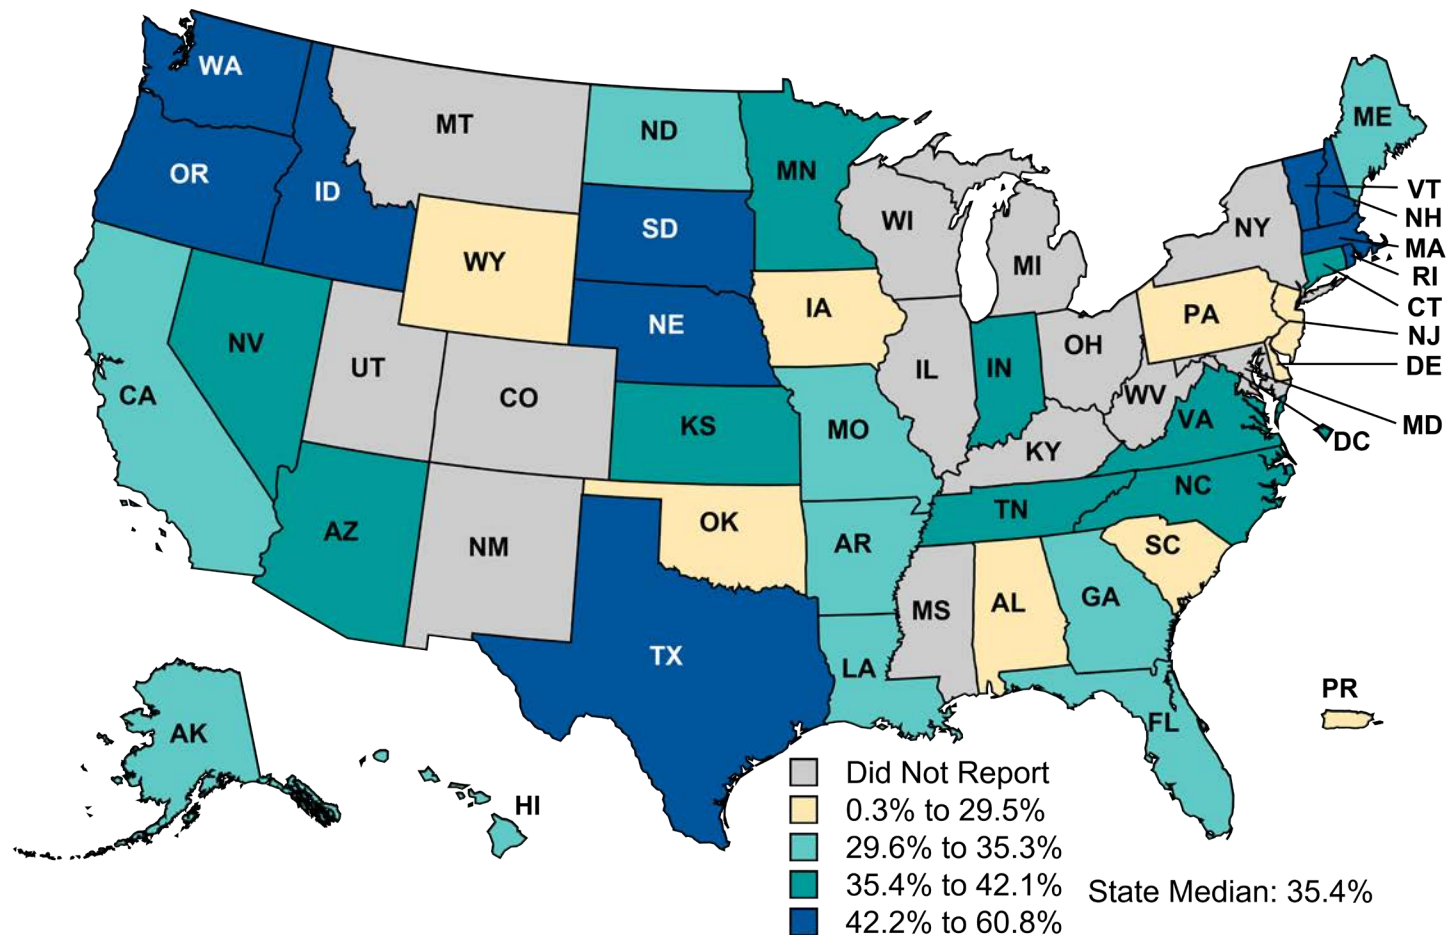 WA
MT
ND
MN
ME
OR
ID
SD
WI
VT
NH
NY
MA
WY
MI
RI
CT
IA
NE
PA
NJ
NV
OH
DE
UT
IL
IN
CO
CA
WV
MD
KS
MO
VA
DC
KY
NC
TN
OK
AZ
NM
AR
SC
MS
AL
GA
TX
LA
PR
FL
AK
HI
Did Not Report
0.3% to 29.5%
29.6% to 35.3%
35.4% to 42.1%
State Median: 35.4%
42.2% to 60.8%